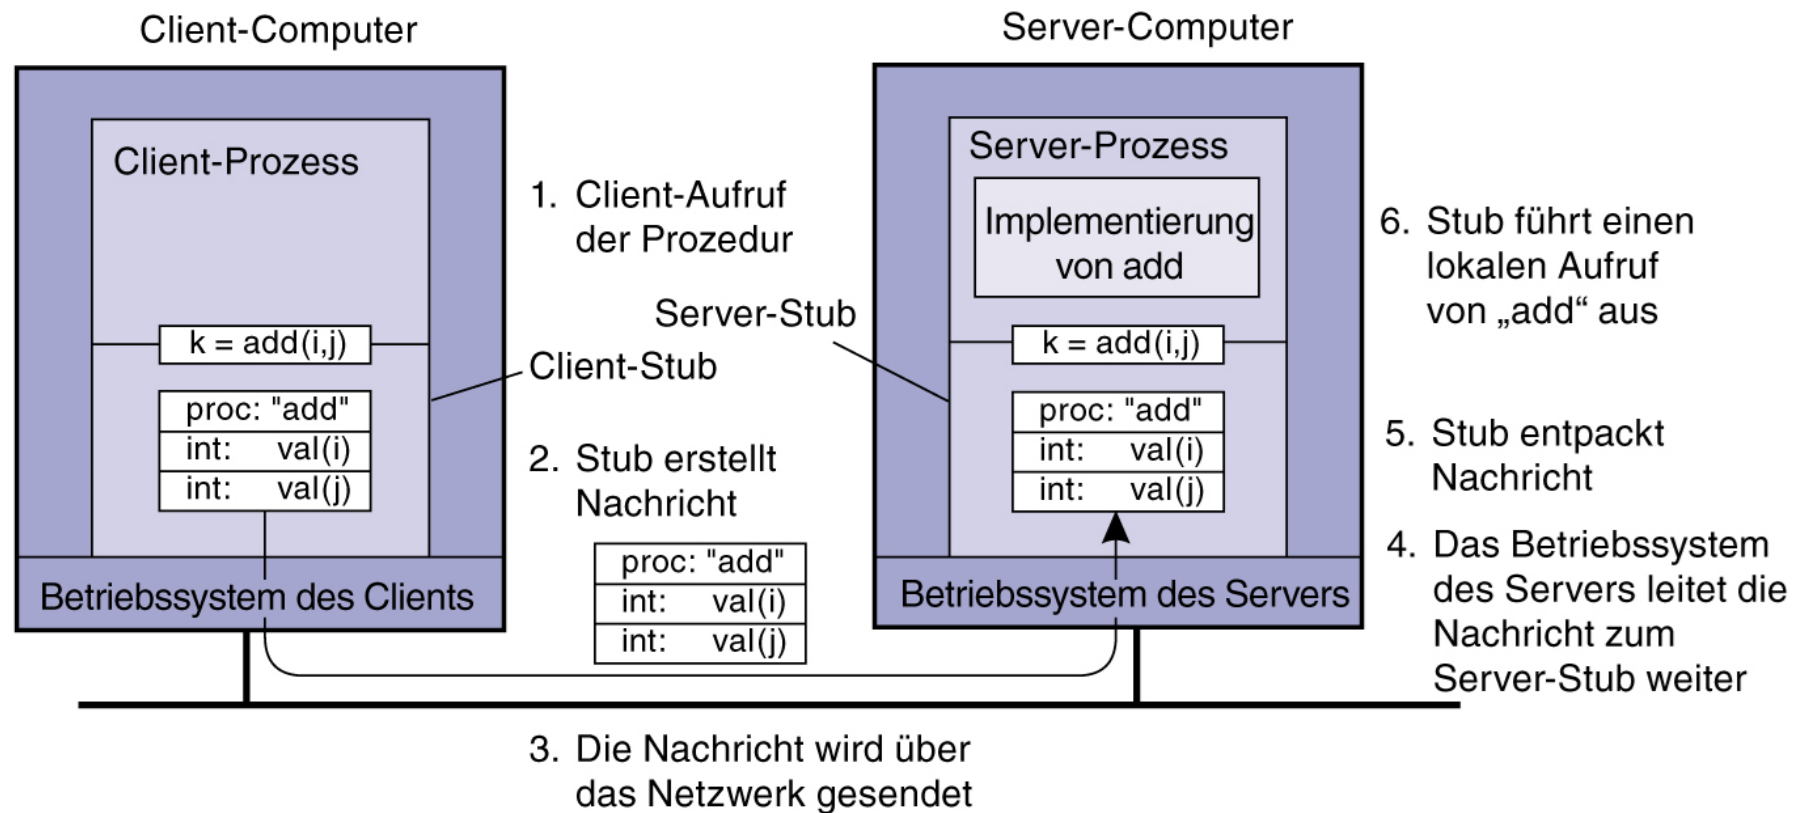 Client-Computer
Client-Prozess
k = add(i,j)
proc: "add"
int: val(i)
int: val(j)
Betriebssystem des Clients
1. Client-Aufruf
der Prozedur
Server-Stub
Client-Stub
2. Stub erstellt
Nachricht
proc: "add"
int: val(i)
int: val(j)
3. Die Nachricht wird über
das Netzwerk gesendet
Server-Computer
Server-Prozess
Implementierung
von add
k = add(i,j)
proc: "add"
int: val(i)
int: val(j)
Betriebssystem des Servers
6. Stub führt einen
lokalen Aufruf
von „add“ aus
5. Stub entpackt
Nachricht
4. Das Betriebssystem
des Servers leitet die
Nachricht zum
Server-Stub weiter